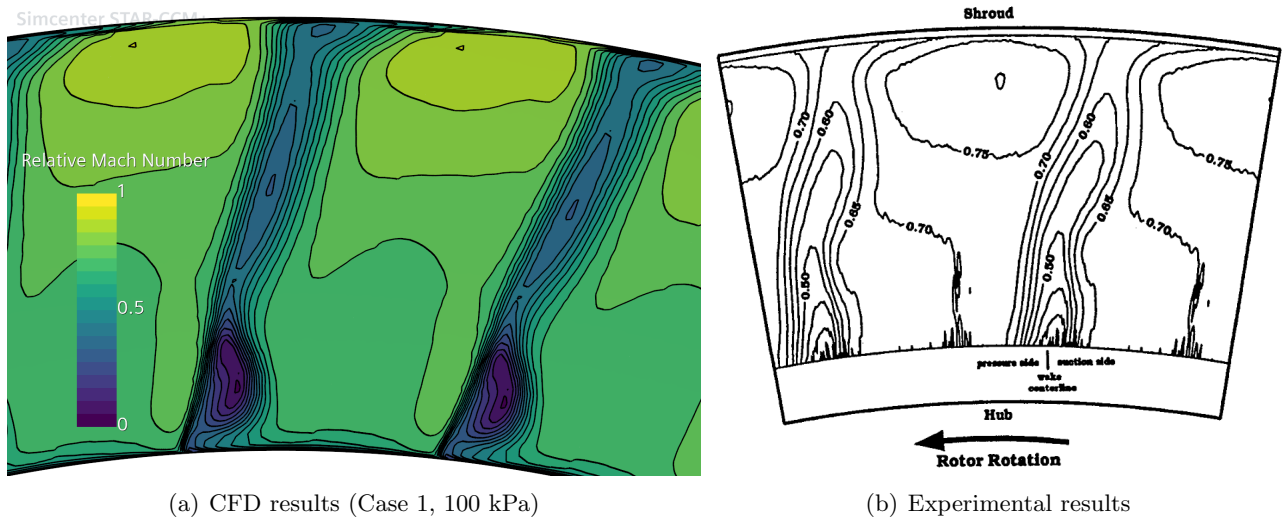 Simcenter STAR-CCM+
Relative Mach Number
1
0.5
0
(a) CFD results (Case 1, 100 kPa)
Shroud
0.70
0.60
0.65
0.50
0.75
0.70
0.70
0.60
0.65
0.50
0.75
0.70
pressure side
suction side
wake
centerline
Hub
Rotor Rotation
(b) Experimental results